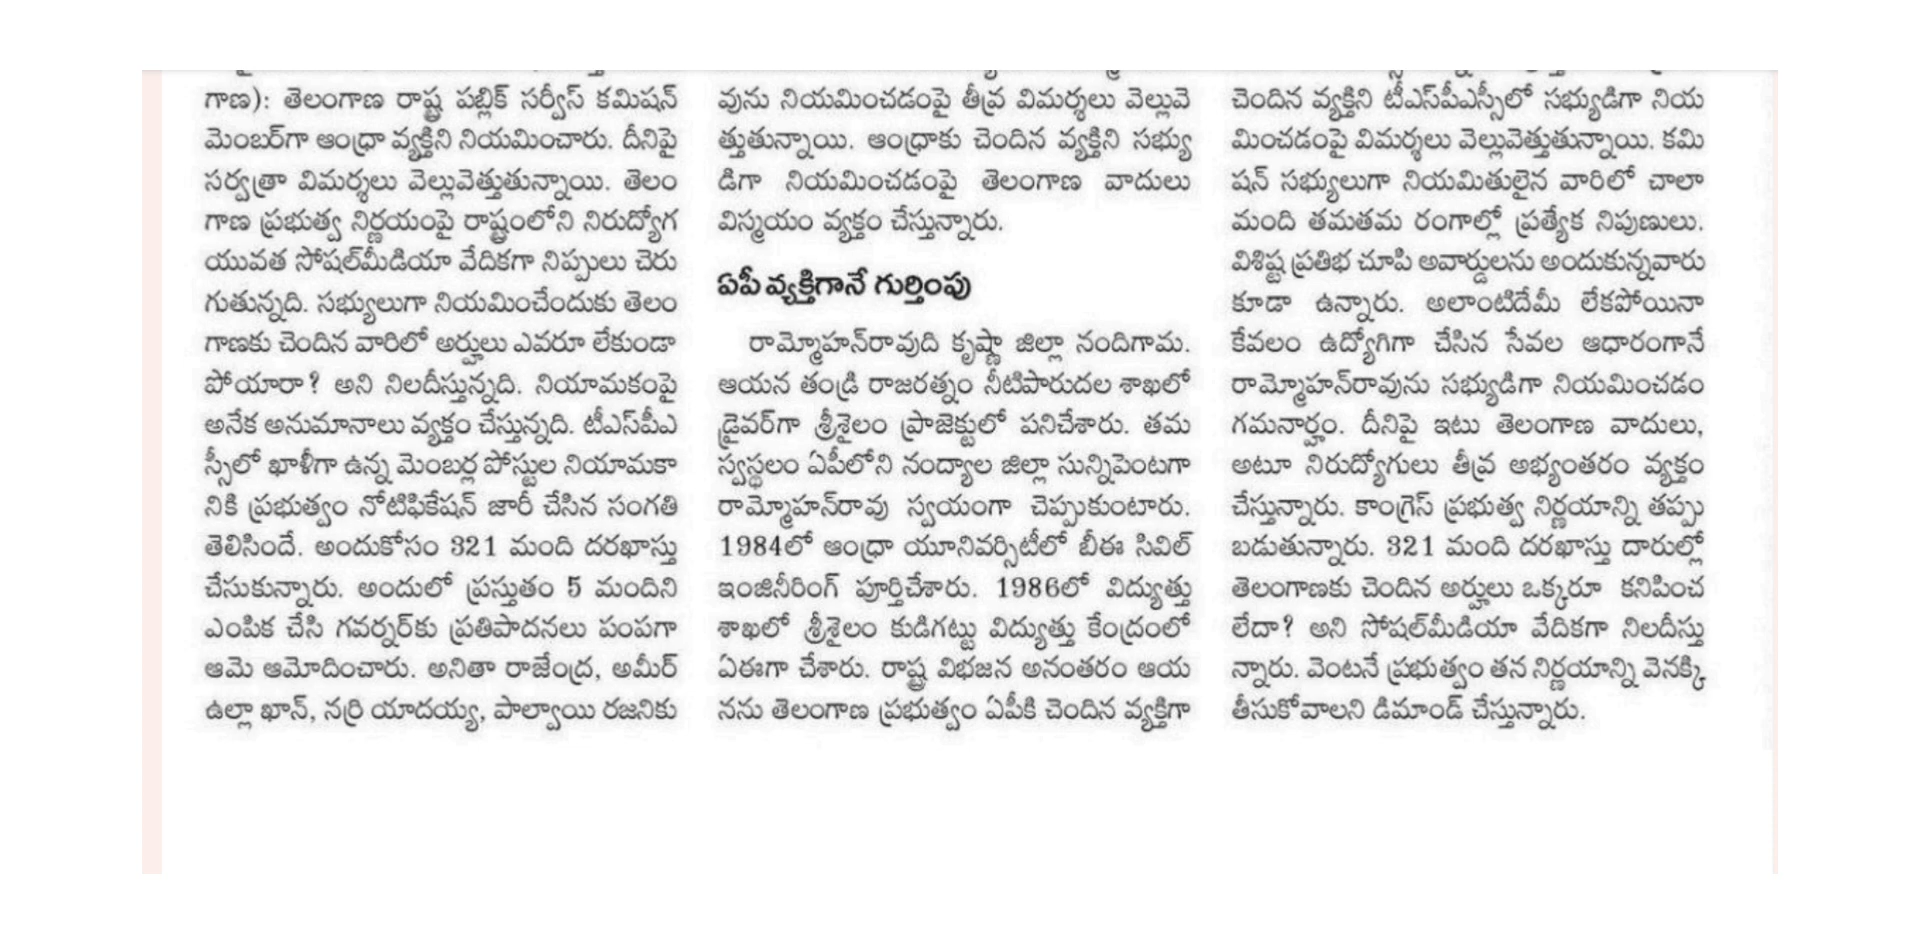 గాణ): తెలంగాణ రాష్ట్ర పబ్లిక్ సర్వీస్ కమిషన్
మెంబర్‌గా ఆంధ్రా వ్యక్తిని నియమించారు. దీనిపై
సర్వత్రా విమర్శలు వెల్లువెత్తుతున్నాయి. తెలం
గాణ ప్రభుత్వ నిర్ణయంపై రాష్ట్రంలోని నిరుద్యోగ
యువత సోషల్‌మీడియా వేదికగా నిప్పులు చెరు
గుతున్నది. సభ్యులుగా నియమించేందుకు తెలం
గాణకు చెందిన వారిలో అర్హులు ఎవరూ లేకుండా
పోయారా? అని నిలదీస్తున్నది. నియామకంపై
అనేక అనుమానాలు వ్యక్తం చేస్తున్నది. టీఎస్‌పీఎ
స్సీలో ఖాళీగా ఉన్న మెంబర్ల పోస్టుల నియామకా
నికి ప్రభుత్వం నోటిఫికేషన్ జారీ చేసిన సంగతి
తెలిసిందే. అందుకోసం 321 మంది దరఖాస్తు
చేసుకున్నారు. అందులో ప్రస్తుతం 5 మందిని
ఎంపిక చేసి గవర్నర్‌కు ప్రతిపాదనలు పంపగా
ఆమె ఆమోదించారు. అనితా రాజేంద్ర, అమీర్
ఉల్లా ఖాన్, నర్రి యాదయ్య, పాల్వాయి రజనికు
వును నియమించడంపై తీవ్ర విమర్శలు వెల్లువె
త్తుతున్నాయి. ఆంధ్రాకు చెందిన వ్యక్తిని సభ్యు
డిగా నియమించడంపై తెలంగాణ వాదులు
విస్మయం వ్యక్తం చేస్తున్నారు.
ఏపీ వ్యక్తిగానే గుర్తింపు
రామ్మోహన్‌రావుది కృష్ణా జిల్లా నందిగామ.
ఆయన తండ్రి రాజరత్నం నీటిపారుదల శాఖలో
డ్రైవర్‌గా శ్రీశైలం ప్రాజెక్టులో పనిచేశారు. తమ
స్వస్థలం ఏపీలోని నంద్యాల జిల్లా సున్నిపెంటగా
రామ్మోహన్‌రావు స్వయంగా చెప్పుకుంటారు.
1984లో ఆంధ్రా యూనివర్సిటీలో బీఈ సివిల్
ఇంజినీరింగ్ పూర్తిచేశారు. 1986లో విద్యుత్తు
శాఖలో శ్రీశైలం కుడిగట్టు విద్యుత్తు కేంద్రంలో
ఏఈగా చేశారు. రాష్ట్ర విభజన అనంతరం ఆయ
నను తెలంగాణ ప్రభుత్వం ఏపీకి చెందిన వ్యక్తిగా
చెందిన వ్యక్తిని టీఎస్‌పీఎస్సీలో సభ్యుడిగా నియ
మించడంపై విమర్శలు వెల్లువెత్తుతున్నాయి. కమి
షన్ సభ్యులుగా నియమితులైన వారిలో చాలా
మంది తమతమ రంగాల్లో ప్రత్యేక నిపుణులు.
విశిష్ట ప్రతిభ చూపి అవార్డులను అందుకున్నవారు
కూడా ఉన్నారు. అలాంటిదేమీ లేకపోయినా
కేవలం ఉద్యోగిగా చేసిన సేవల ఆధారంగానే
రామ్మోహన్‌రావును సభ్యుడిగా నియమించడం
గమనార్హం. దీనిపై ఇటు తెలంగాణ వాదులు,
అటూ నిరుద్యోగులు తీవ్ర అభ్యంతరం వ్యక్తం
చేస్తున్నారు. కాంగ్రెస్ ప్రభుత్వ నిర్ణయాన్ని తప్పు
బడుతున్నారు. 321 మంది దరఖాస్తు దారుల్లో
తెలంగాణకు చెందిన అర్హులు ఒక్కరూ కనిపించ
లేదా? అని సోషల్‌మీడియా వేదికగా నిలదీస్తు
న్నారు. వెంటనే ప్రభుత్వం తన నిర్ణయాన్ని వెనక్కి
తీసుకోవాలని డిమాండ్ చేస్తున్నారు.